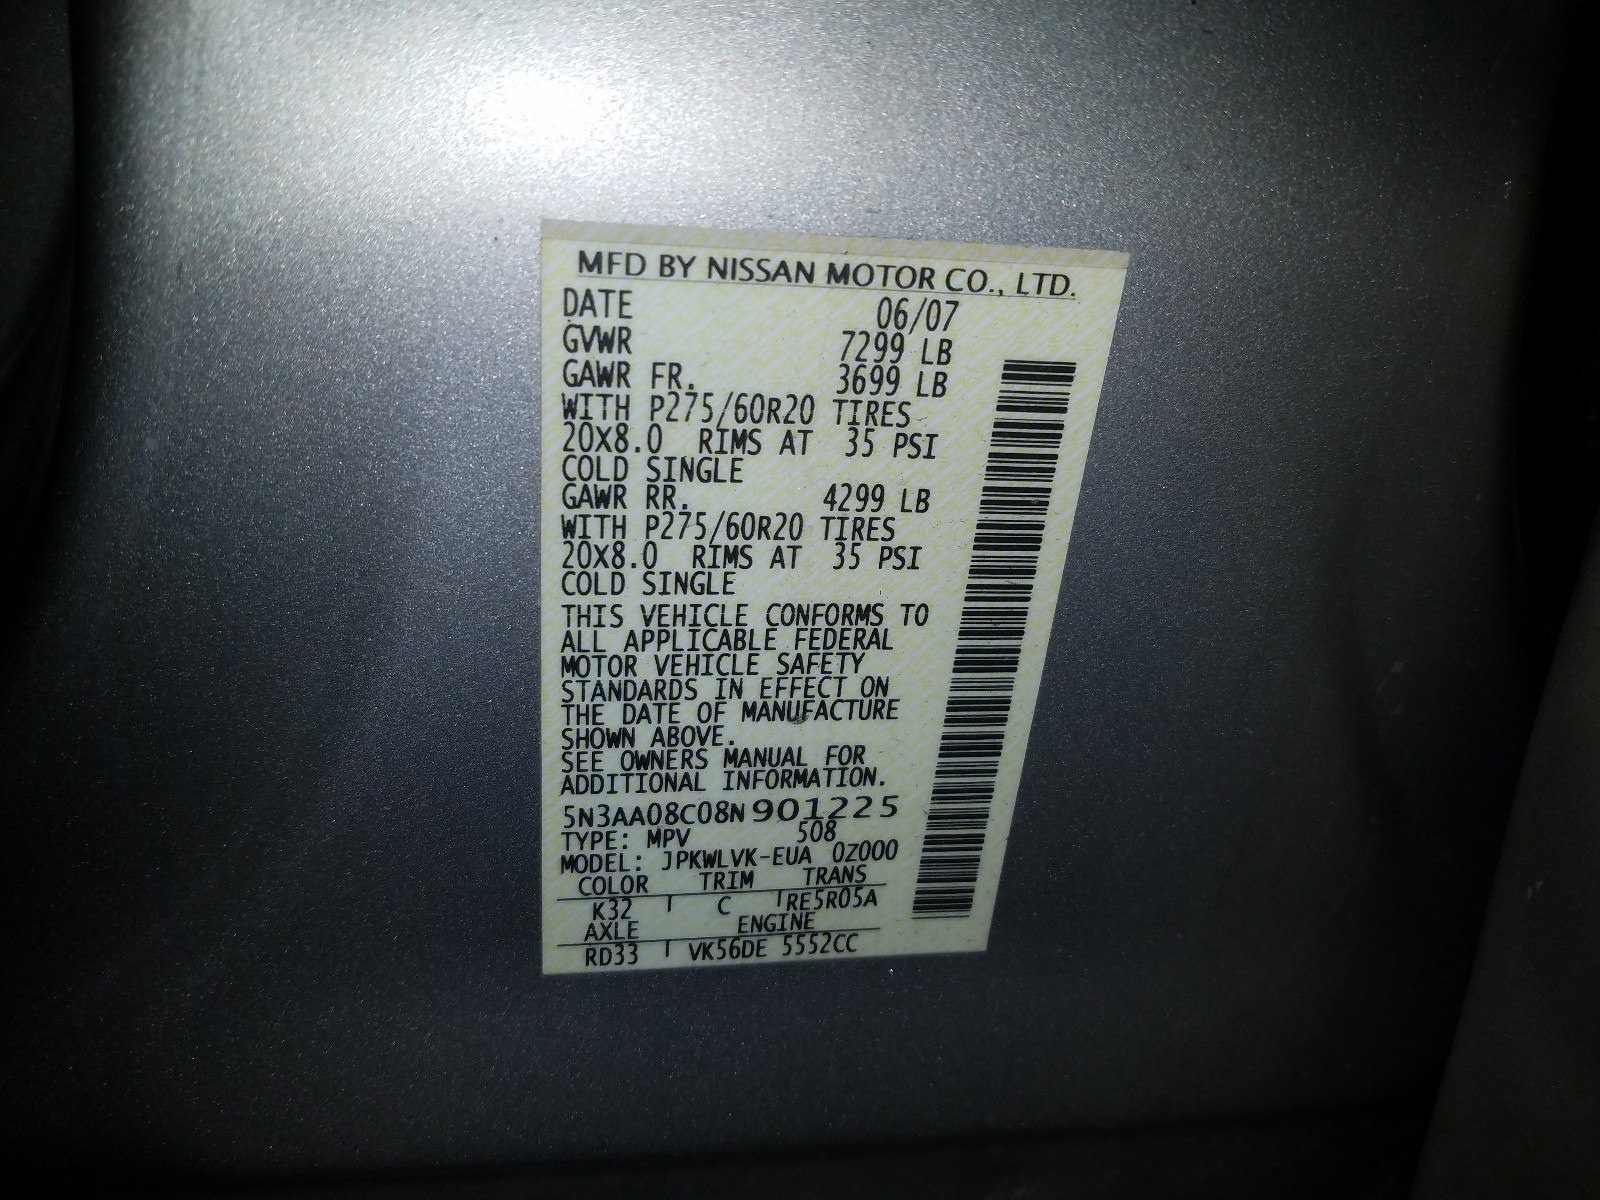 MFD BY NISSAN MOTOR CO., LTD.
DATE 06/07
GVWR 7299 LB
GAWR FR. 3699 LB
WITH P275/60R20 TIRES
20X8.0 RIMS AT 35 PSI
COLD SINGLE
GAWR RR. 4299 LB
WITH P275/60R20 TIRES
20X8.0 RIMS AT 35 PSI
COLD SINGLE
THIS VEHICLE CONFORMS TO
ALL APPLICABLE FEDERAL
MOTOR VEHICLE SAFETY
STANDARDS IN EFFECT ON
THE DATE OF MANUFACTURE
SHOWN ABOVE.
SEE OWNERS MANUAL FOR
ADDITIONAL INFORMATION.
5N3AA08C08N901225
TYPE: MPV 508
MODEL: JPKWLVK-EUA 0Z000
COLOR TRIM TRANS
K32 C RE5R05A
AXLE ENGINE
RD33 VK56DE 5552CC